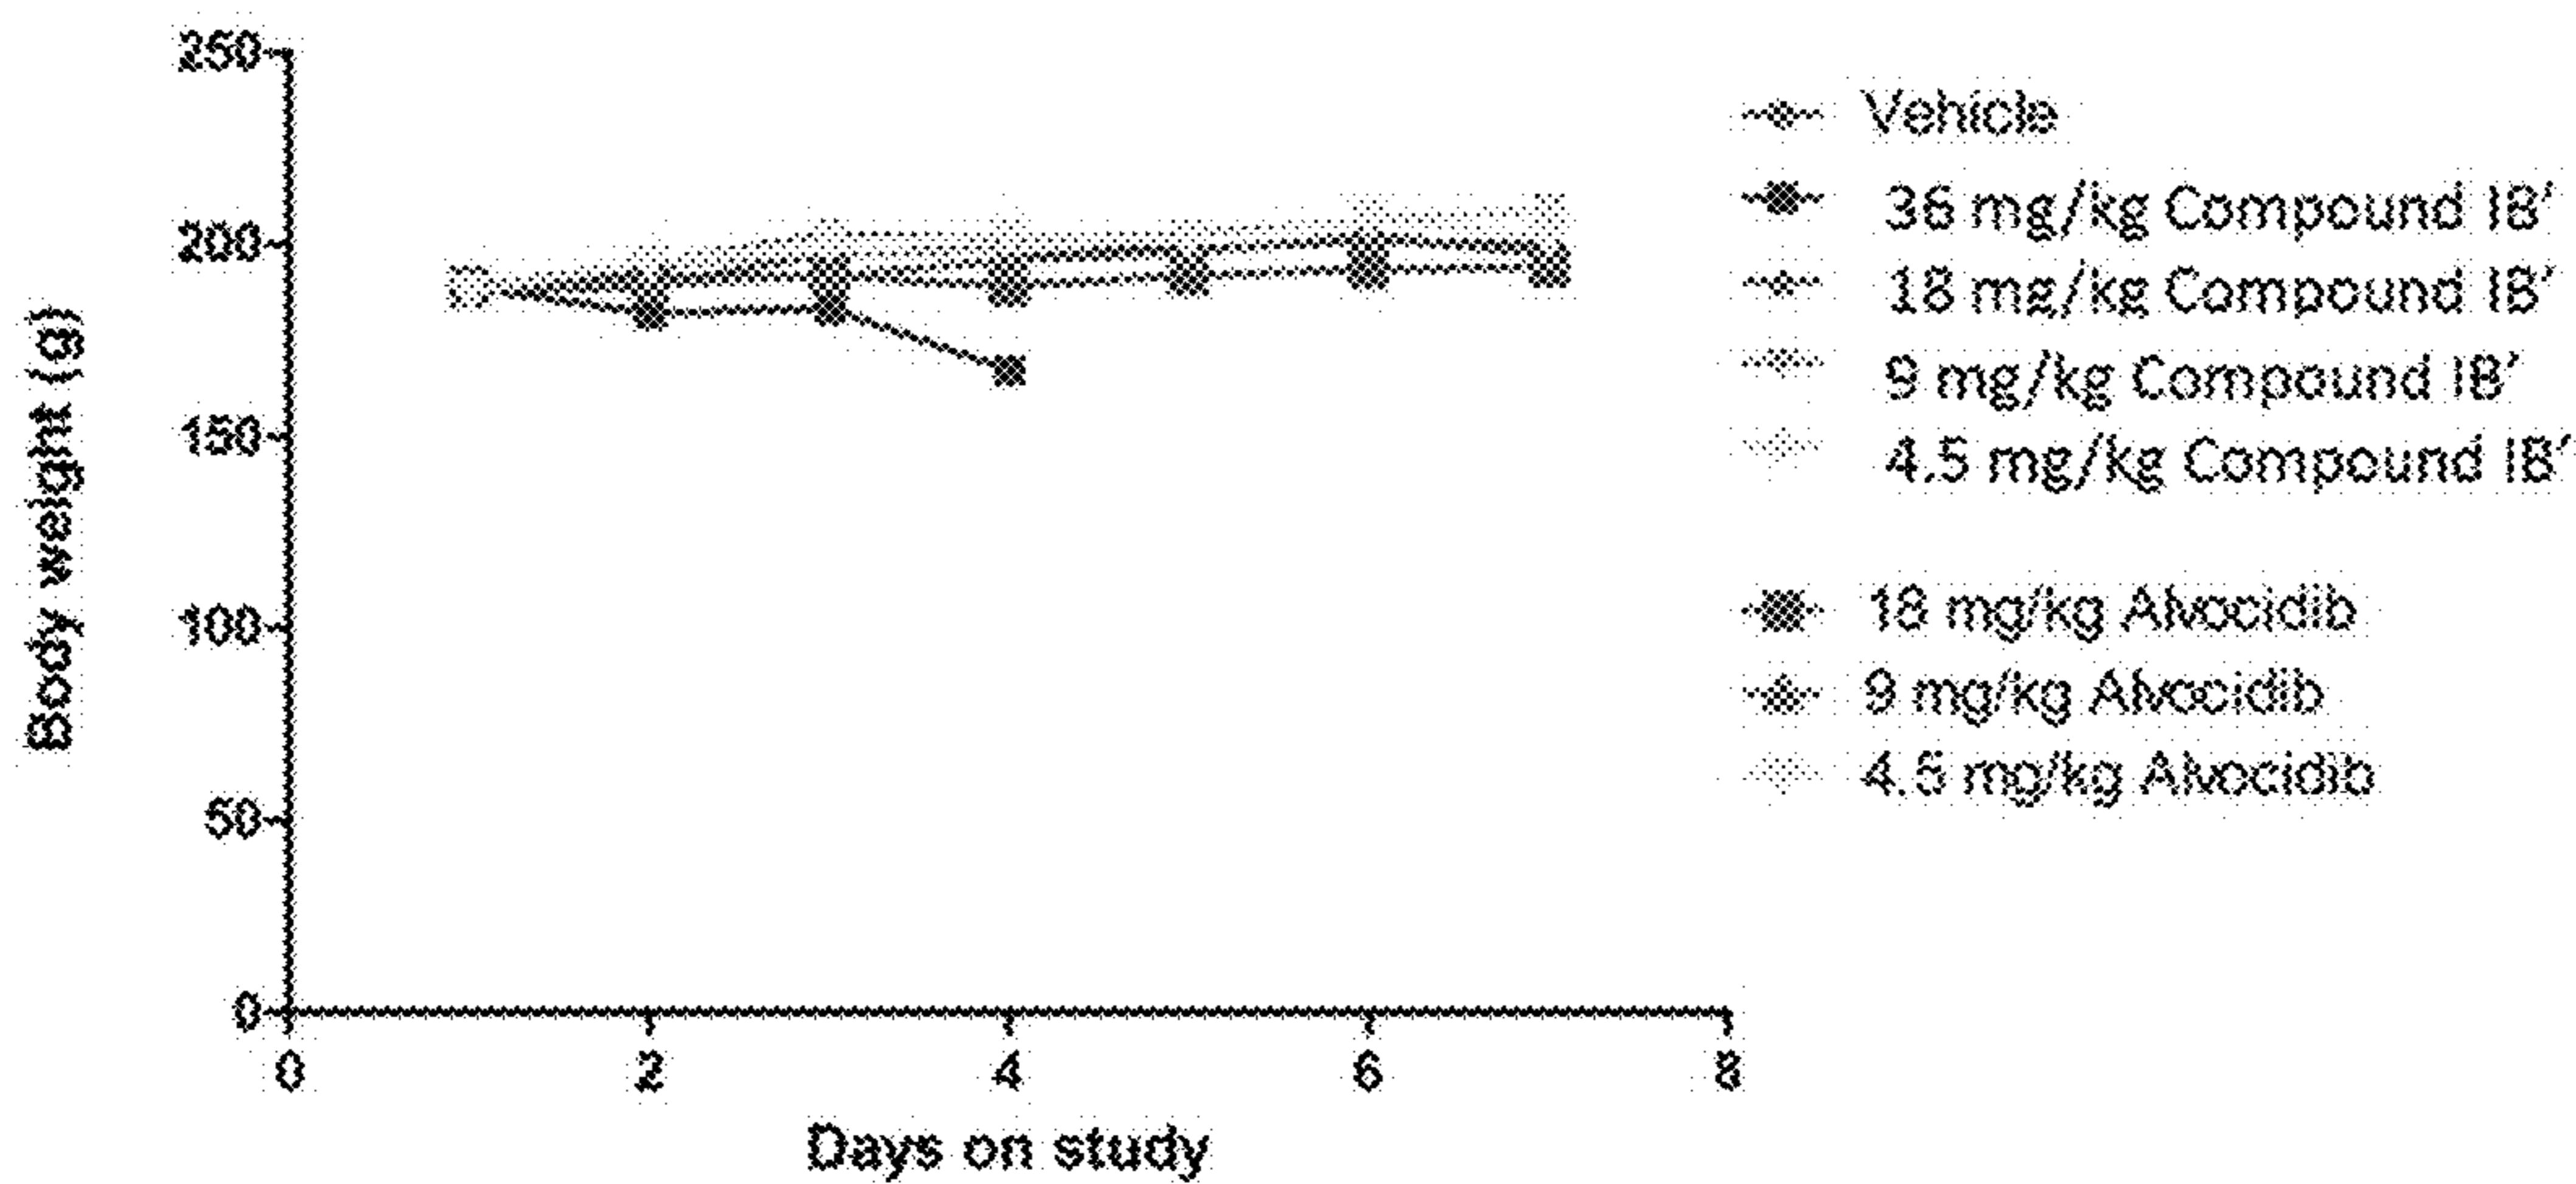 250
200
150
100
50
0
0 2 4 6 8
Body weight (g)
Days on study
Vehicle
36 mg/kg Compound IB'
18 mg/kg Compound IB'
9 mg/kg Compound IB'
4.5 mg/kg Compound IB'
18 mg/kg Alvocidib
9 mg/kg Alvocidib
4.5 mg/kg Alvocidib